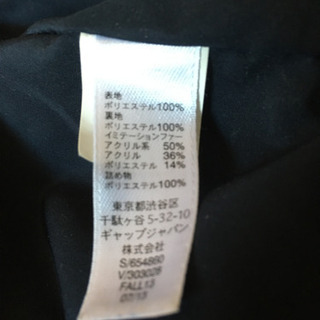 表地
ポリエステル100%
裏地
ポリエステル100%
イミテーションファー
アクリル系 50%
アクリル 36%
ポリエステル 14%
詰め物
ポリエステル100%
東京都渋谷区
千駄ヶ谷5-32-10
ギャップジャパン
株式会社
S/654860
V/303028
FALL13
07/13